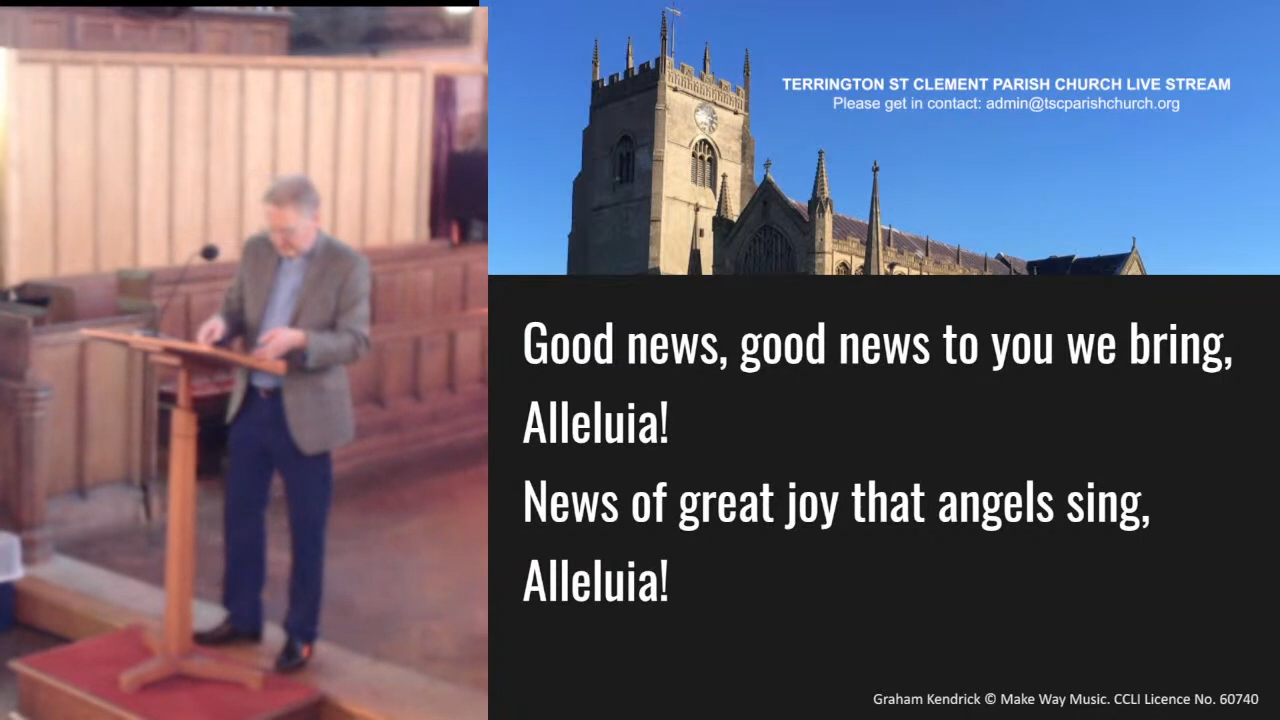 TERRINGTON ST CLEMENT PARISH CHURCH LIVE STREAM
Please get in contact: admin@tscparishchurch.org
Good news, good news to you we bring,
Alleluia!
News of great joy that angels sing,
Alleluia!
Graham Kendrick © Make Way Music. CCLI Licence No. 60740